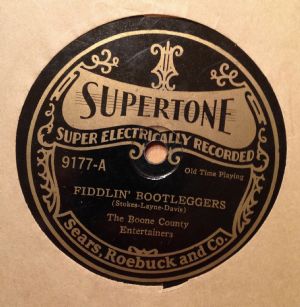 SUPERTONE
SUPER ELECTRICALLY RECORDED
9177-A
Old Time Playing
FIDDLIN' BOOTLEGGERS
(Stokes-Layne-Davis)
The Boone County
Entertainers
Sears, Roebuck and Co.